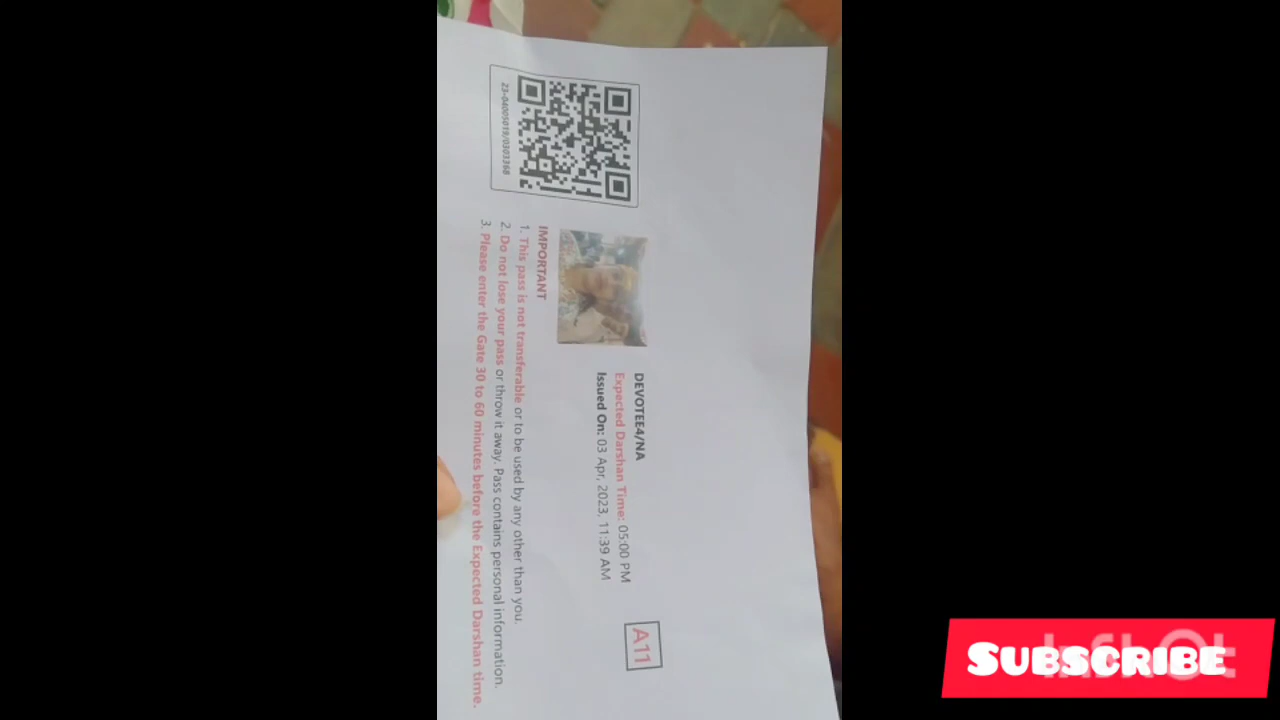 DEVOTEE4/NA
Expected Darshan Time: 05:00 PM
Issued On: 03 Apr, 2023, 11:39 AM
A11
IMPORTANT
1. This pass is not transferable or to be used by any other than you.
2. Do not lose your pass or throw it away. Pass contains personal information.
3. Please enter the Gate 30 to 60 minutes before the Expected Darshan time.
SUBSCRIBE
InShOt